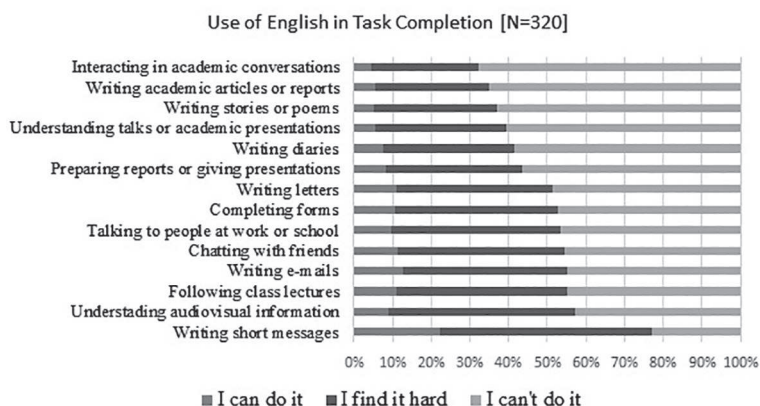 Use of English in Task Completion [N=320]
Interacting in academic conversations
Writing academic articles or reports
Writing stories or poems
Understanding talks or academic presentations
Writing diaries
Preparing reports or giving presentations
Writing letters
Completing forms
Talking to people at work or school
Chatting with friends
Writing e-mails
Following class lectures
Understading audiovisual information
Writing short messages
0% 10% 20% 30% 40% 50% 60% 70% 80% 90% 100%
I can do it I find it hard I can't do it